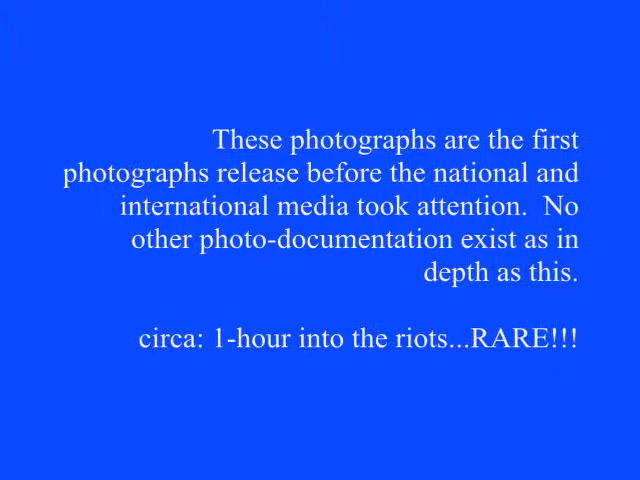 These photographs are the first
photographs release before the national and
international media took attention.  No
other photo-documentation exist as in
depth as this.
circa: 1-hour into the riots...RARE!!!